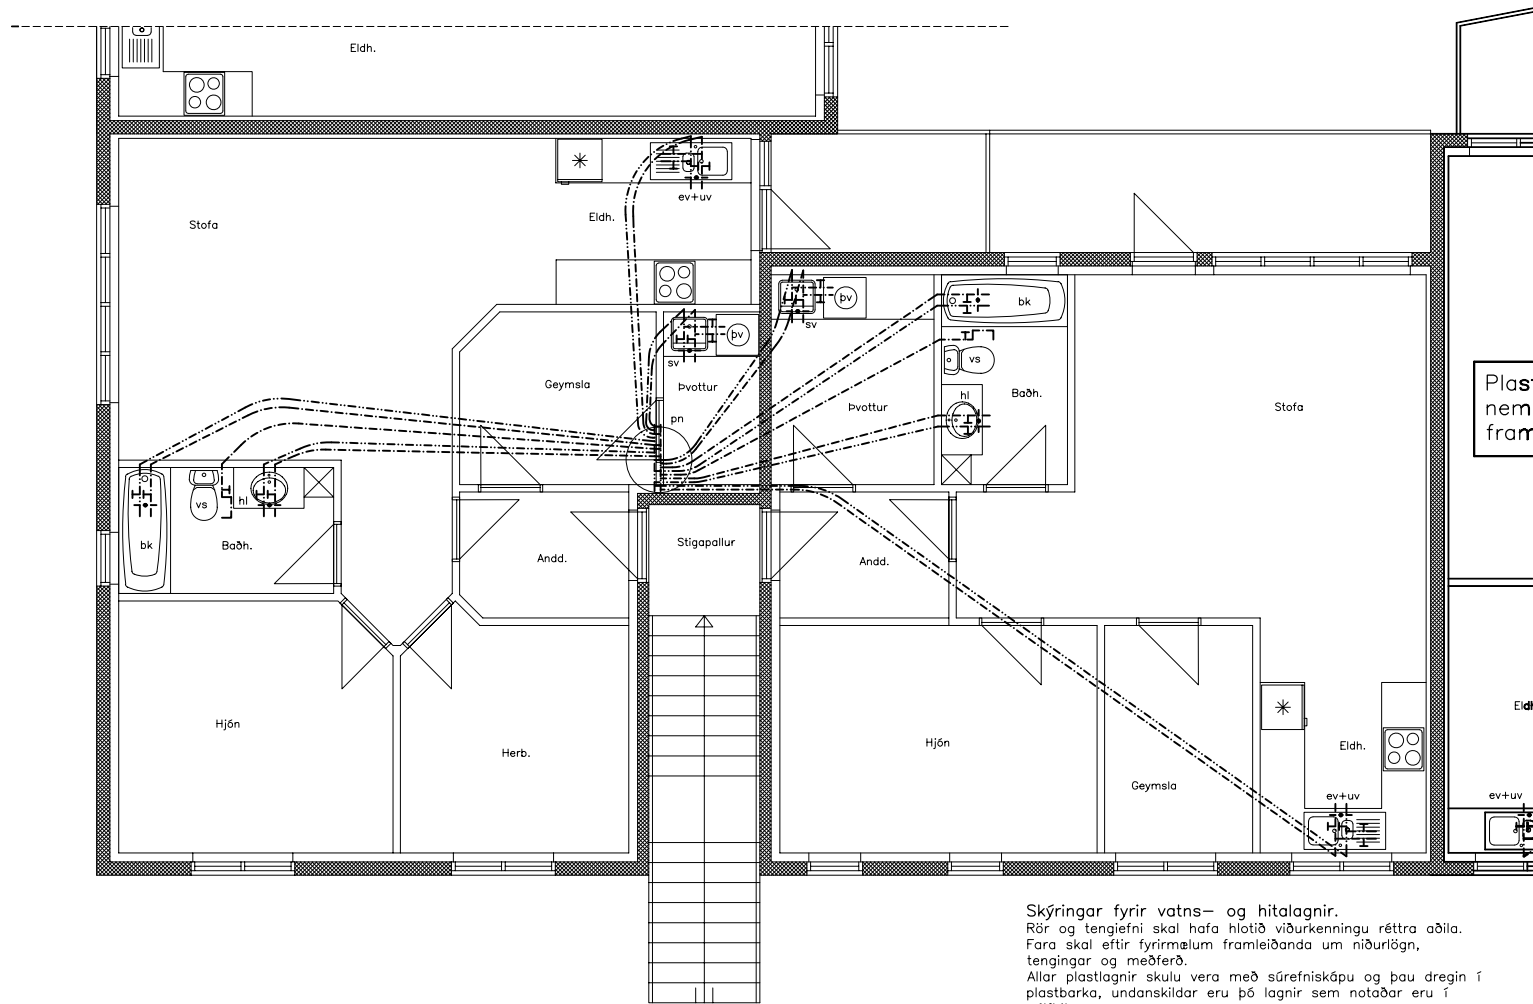 Eldh.
Stofa
ev+uv
Eldh.
bk
þv
sv
þv
vs
sv
Geymsla
Þvottur
Þvottur
hl
Baðh.
Stofa
pn
vs
hl
bk
Baðh.
Stigapallur
Andd.
Andd.
Hjón
Herb.
Hjón
Geymsla
Eldh.
ev+uv
ev+uv
Skýringar fyrir vatns– og hitalagnir.
Rör og tengiefni skal hafa hlotið viðurkenningu réttra aðila.
Fara skal eftir fyrirmælum framleiðanda um niðurlögn,
tengingar og meðferð.
Allar plastlagnir skulu vera með súrefniskápu og þau dregin í
plastbarka, undanskildar eru þó lagnir sem notaðar eru í